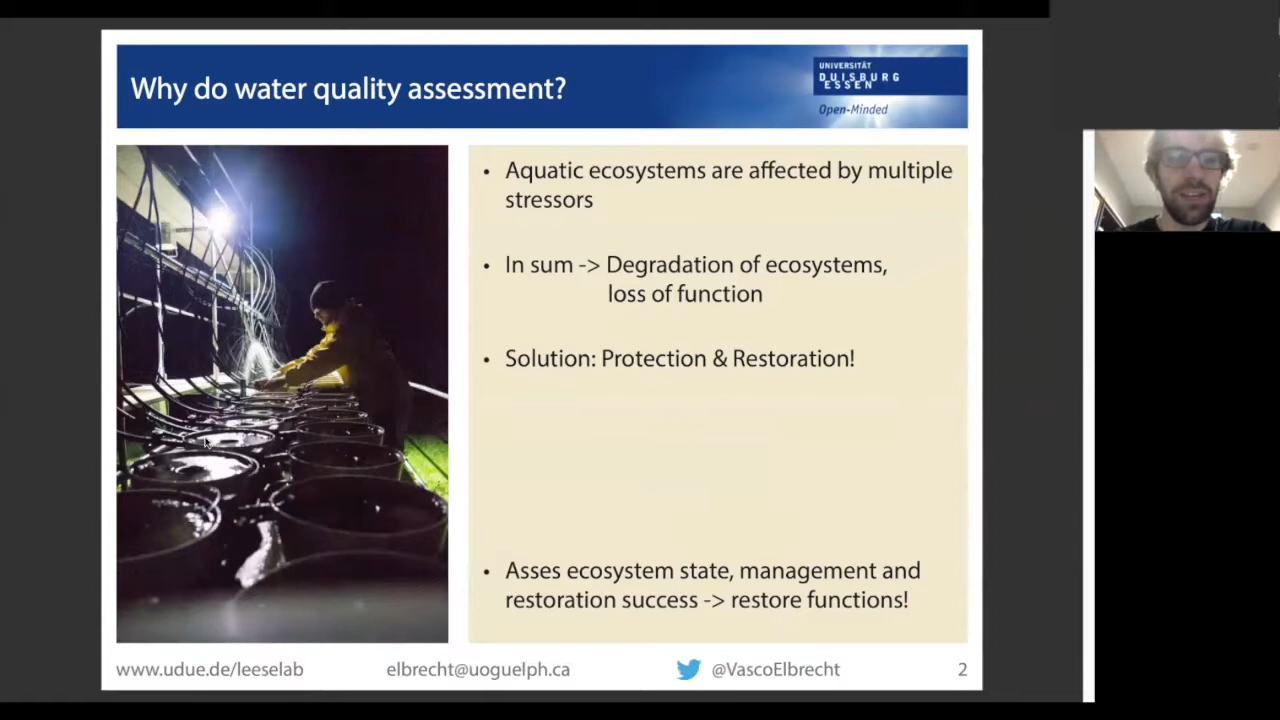 Why do water quality assessment?
UNIVERSITÄT
DUISBURG
ESSEN
Open-Minded
• Aquatic ecosystems are affected by multiple
stressors
• In sum -> Degradation of ecosystems,
loss of function
• Solution: Protection & Restoration!
• Asses ecosystem state, management and
restoration success -> restore functions!
www.udue.de/leeselab
elbrecht@uoguelph.ca
@VascoElbrecht
2